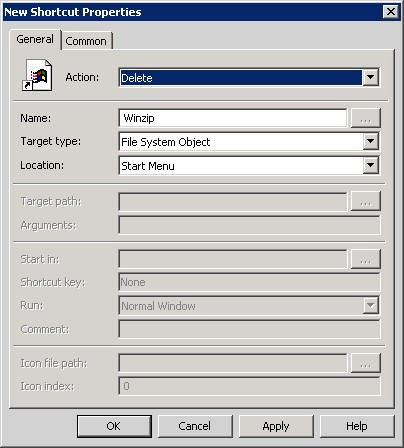 New Shortcut Properties
General Common
Action: Delete
Name: Winzip ...
Target type: File System Object
Location: Start Menu
Target path: ...
Arguments:
Start in: ...
Shortcut key: None
Run: Normal Window
Comment:
Icon file path: ...
Icon index: 0
OK Cancel Apply Help